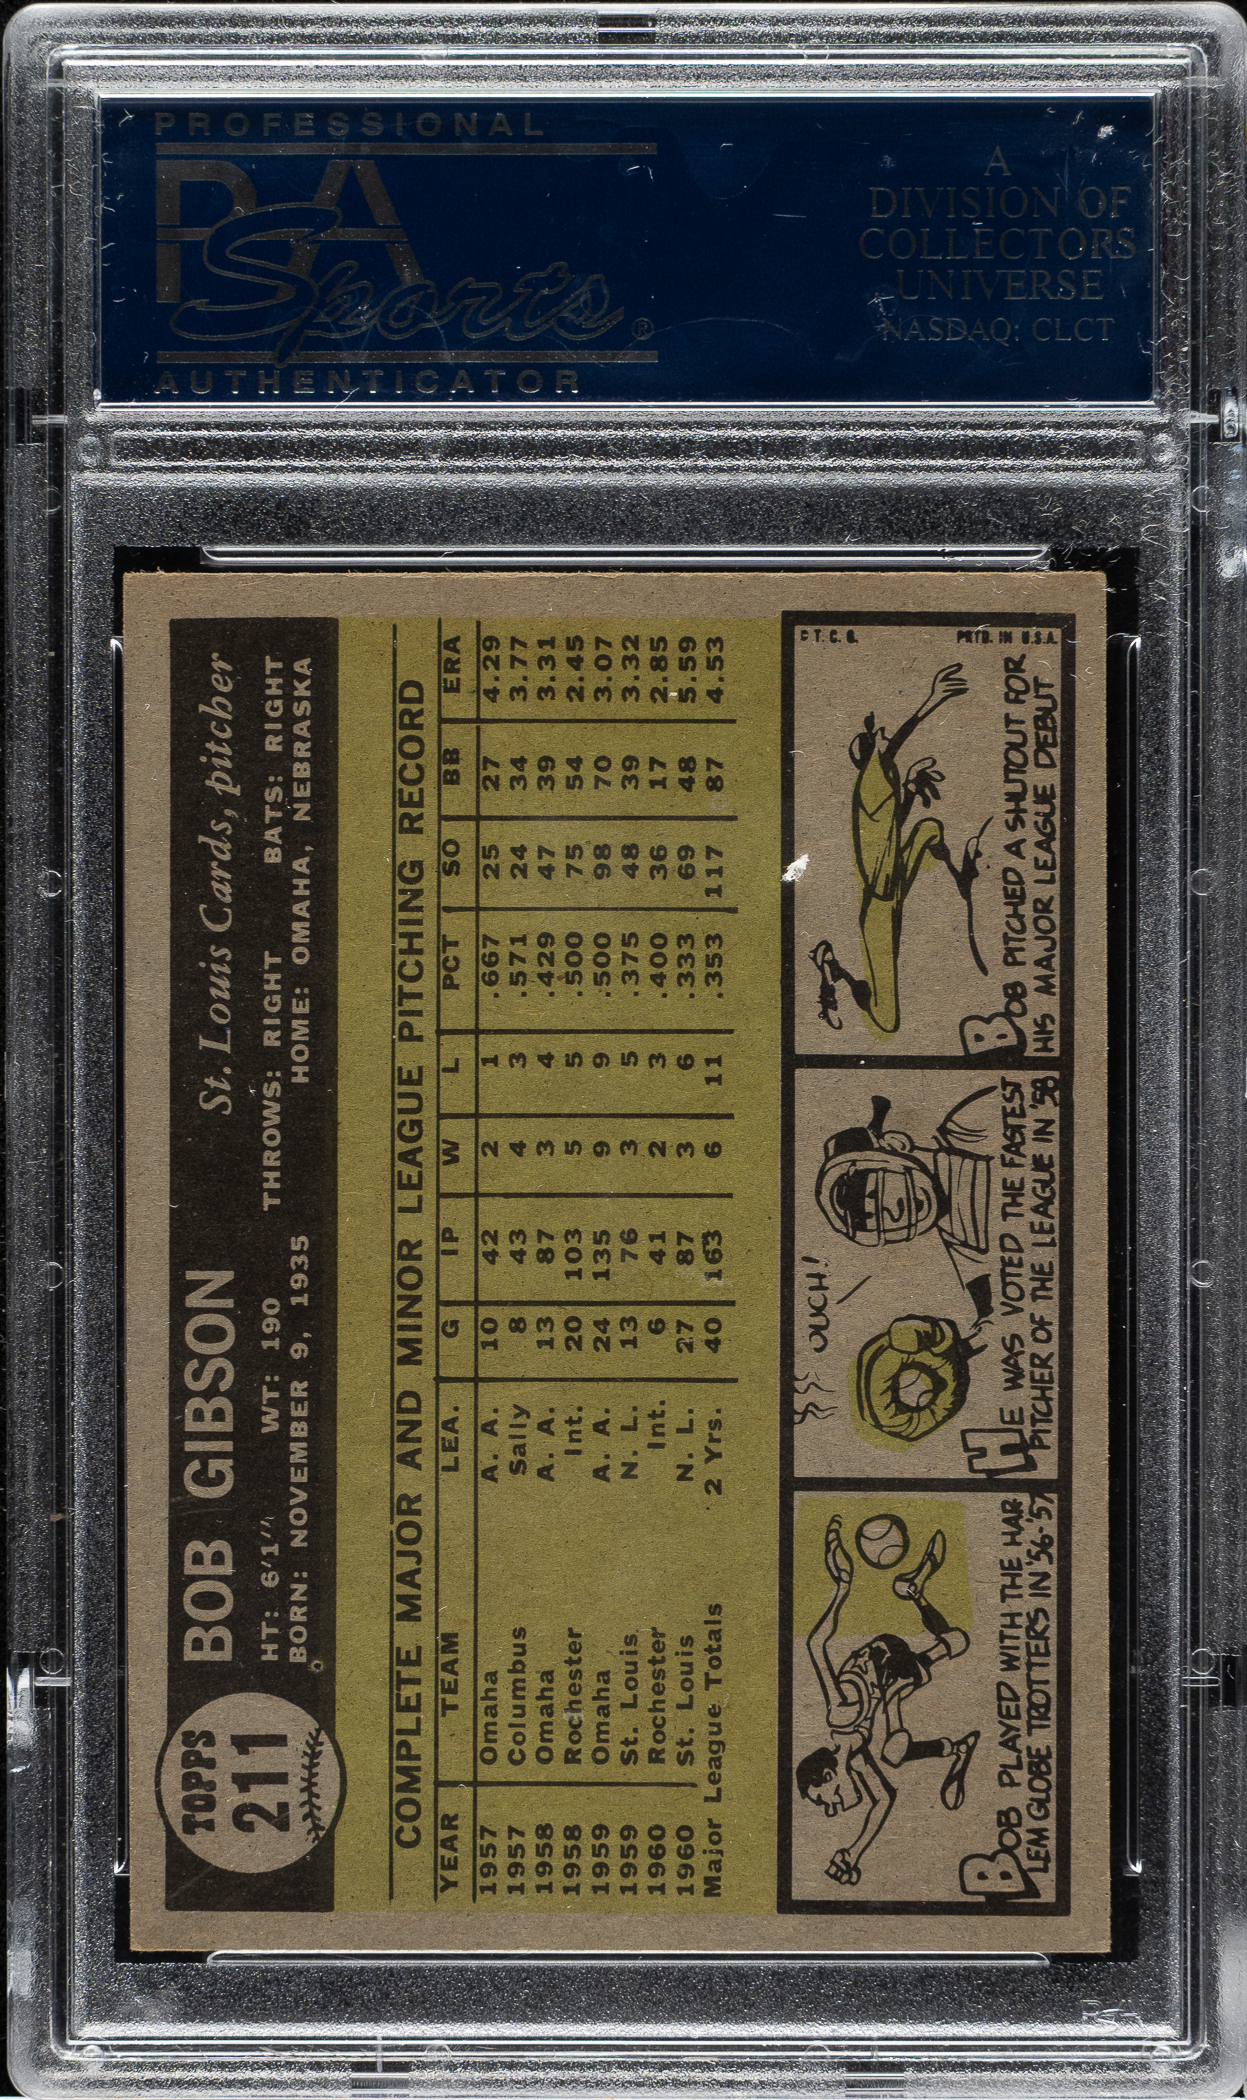 PROFESSIONAL
PSA
Sports®
AUTHENTICATOR
A
DIVISION OF
COLLECTORS
UNIVERSE
NASDAQ: CLCT
TOPPS
211
BOB GIBSON
St. Louis Cards, pitcher
HT: 6'1" WT: 190 THROWS: RIGHT BATS: RIGHT
BORN: NOVEMBER 9, 1935 HOME: OMAHA, NEBRASKA
COMPLETE MAJOR AND MINOR LEAGUE PITCHING RECORD
YEAR TEAM LEA. G IP W L PCT SO BB ERA
1957 Omaha A. A. 10 42 2 1 .667 25 27 4.29
1957 Columbus Sally 8 43 4 3 .571 24 34 3.77
1958 Omaha A. A. 13 87 3 4 .429 47 39 3.31
1958 Rochester Int. 20 103 5 5 .500 75 54 2.45
1959 Omaha A. A. 24 135 9 9 .500 98 70 3.07
1959 St. Louis N. L. 13 76 3 5 .375 48 39 3.32
1960 Rochester Int. 6 41 2 3 .400 36 17 2.85
1960 St. Louis N. L. 27 87 3 6 .333 69 48 5.59
Major League Totals 2 Yrs. 40 163 6 11 .353 117 87 4.53
BOB PLAYED WITH THE HAR-
LEM GLOBE TROTTERS IN '56-'57
OUCH!
HE WAS VOTED THE FASTEST
PITCHER OF THE LEAGUE IN '58
© T. C. G. PRTD. IN U.S.A.
BOB PITCHED A SHUTOUT FOR
HIS MAJOR LEAGUE DEBUT